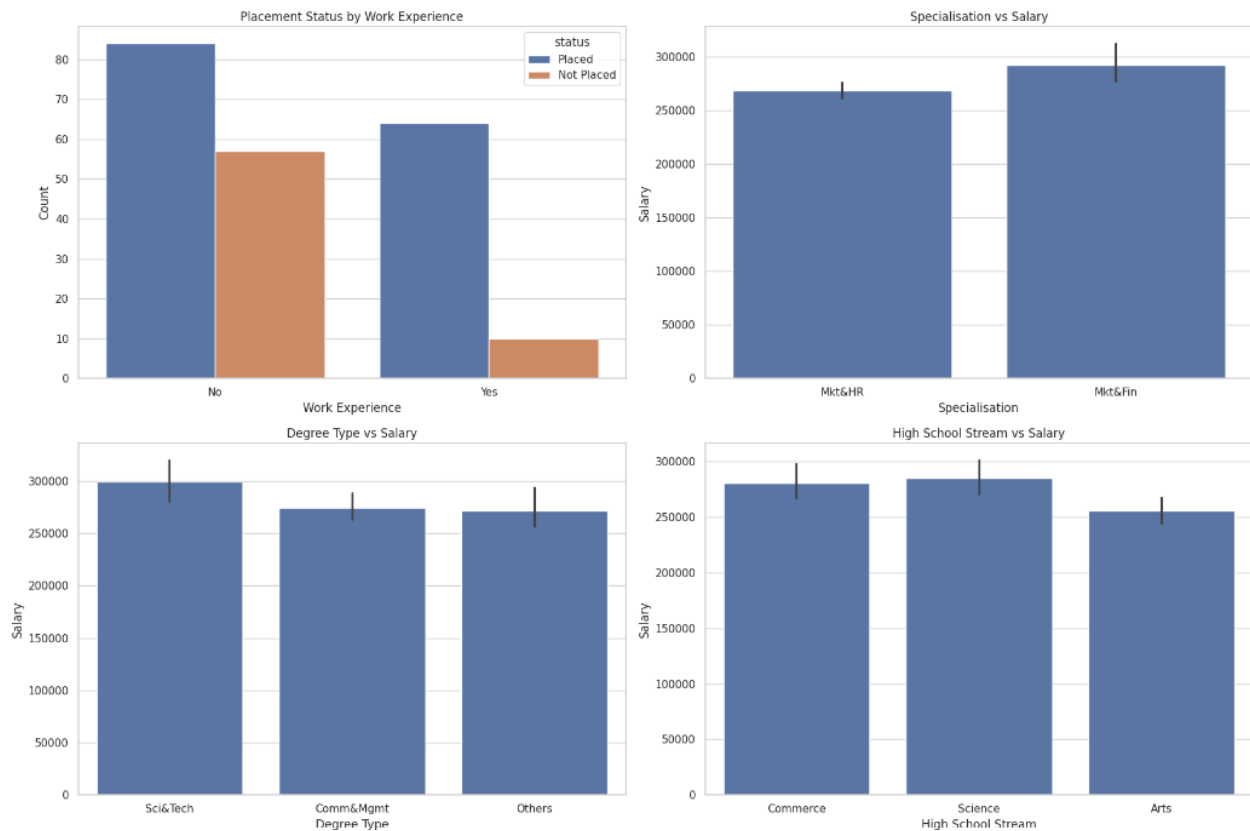 Placement Status by Work Experience
status
Placed
Not Placed
80
70
60
50
40
30
20
10
0
Count
No
Yes
Work Experience
Specialisation vs Salary
300000
250000
200000
150000
100000
50000
0
Salary
Mkt&HR
Mkt&Fin
Specialisation
Degree Type vs Salary
300000
250000
200000
150000
100000
50000
0
Salary
Sci&Tech
Comm&Mgmt
Others
Degree Type
High School Stream vs Salary
300000
250000
200000
150000
100000
50000
0
Salary
Commerce
Science
Arts
High School Stream